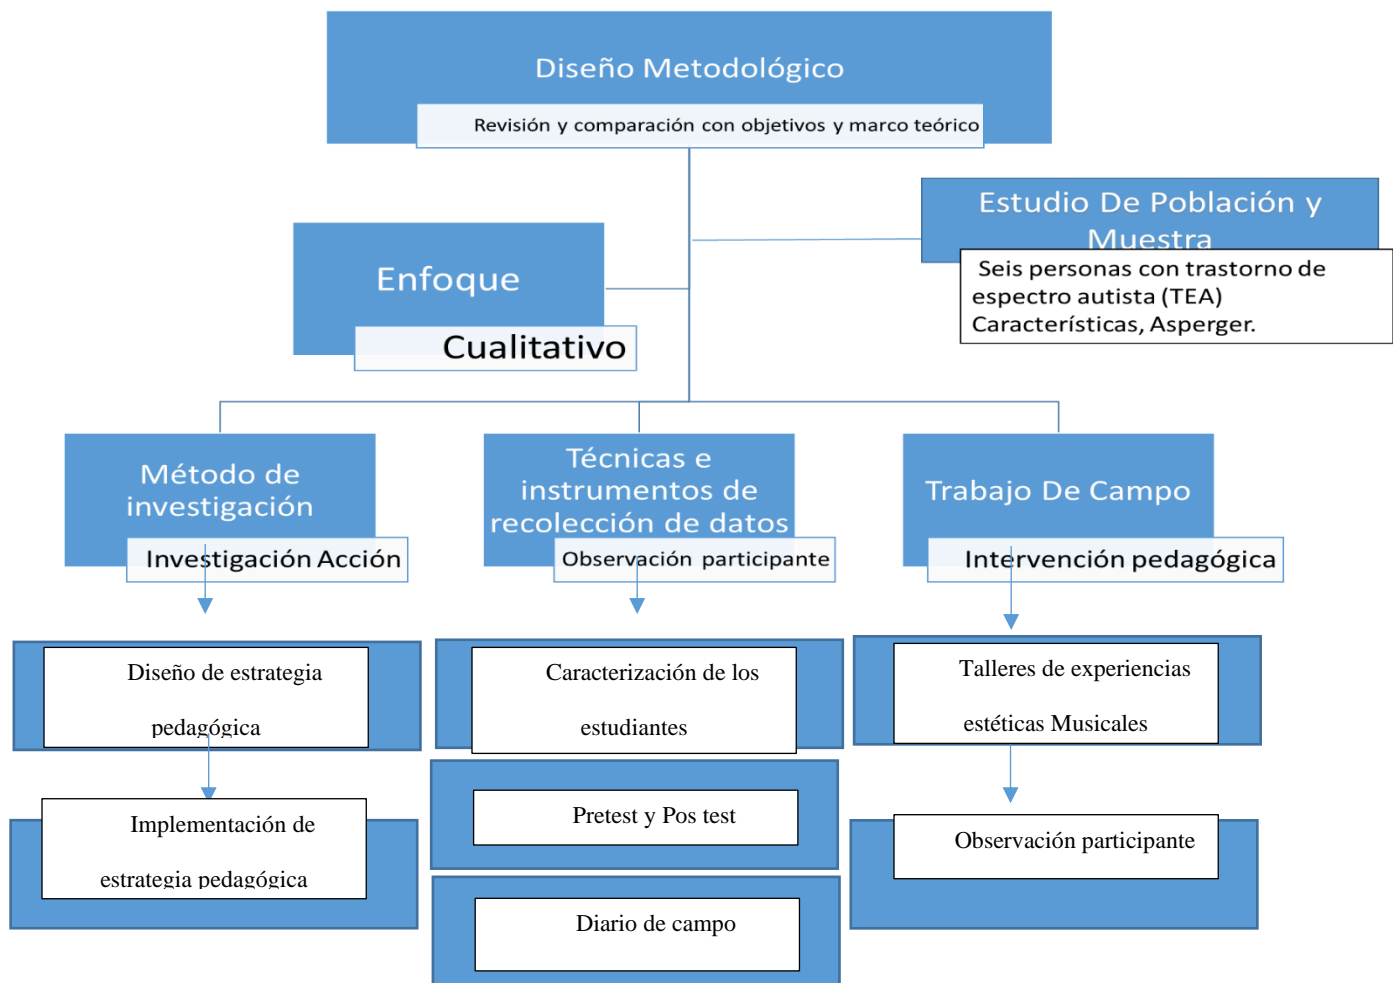 Diseño Metodológico
Revisión y comparación con objetivos y marco teórico
Estudio De Población y
Muestra
Seis personas con trastorno de
espectro autista (TEA)
Características, Asperger.
Enfoque
Cualitativo
Método de
investigación
Investigación Acción
Técnicas e
instrumentos de
recolección de datos
Observación participante
Trabajo De Campo
Intervención pedagógica
Diseño de estrategia
pedagógica
Implementación de
estrategia pedagógica
Caracterización de los
estudiantes
Pretest y Pos test
Diario de campo
Talleres de experiencias
estéticas Musicales
Observación participante